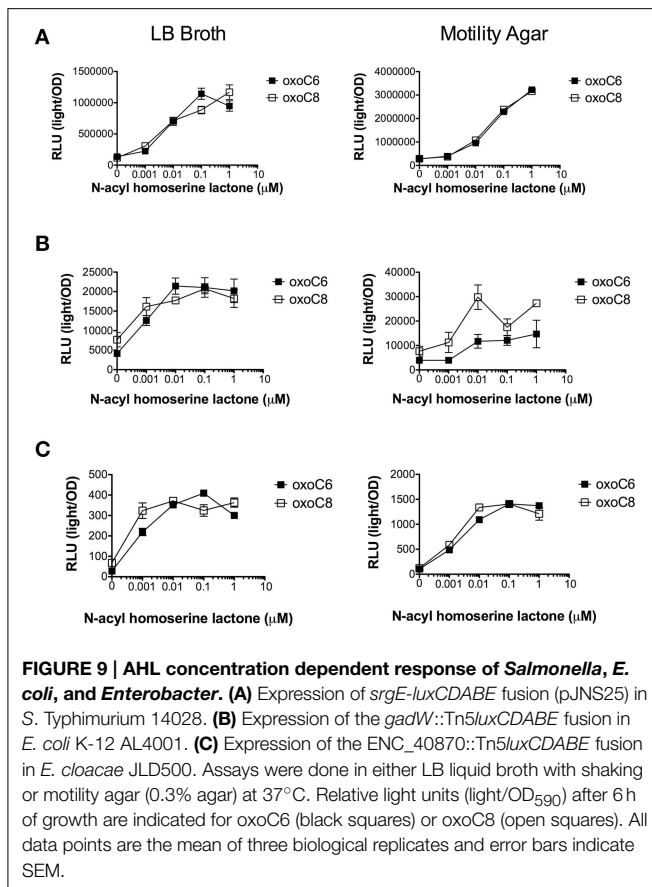 LB Broth
Motility Agar
A
RLU (light/OD)
1500000
1000000
500000
0
0
0.001
0.01
0.1
1
10
N-acyl homoserine lactone (μM)
oxoC6
oxoC8
RLU (light/OD)
4000000
3000000
2000000
1000000
0
0
0.001
0.01
0.1
1
10
N-acyl homoserine lactone (μM)
oxoC6
oxoC8
B
RLU (light/OD)
25000
20000
15000
10000
5000
0
0
0.001
0.01
0.1
1
10
N-acyl homoserine lactone (μM)
oxoC6
oxoC8
RLU (light/OD)
40000
30000
20000
10000
0
0
0.001
0.01
0.1
1
10
N-acyl homoserine lactone (μM)
oxoC6
oxoC8
C
RLU (light/OD)
500
400
300
200
100
0
0
0.001
0.01
0.1
1
10
N-acyl homoserine lactone (μM)
oxoC6
oxoC8
RLU (light/OD)
2000
1500
1000
500
0
0
0.001
0.01
0.1
1
10
N-acyl homoserine lactone (μM)
oxoC6
oxoC8
FIGURE 9 | AHL concentration dependent response of Salmonella, E.
coli, and Enterobacter. (A) Expression of srgE-luxCDABE fusion (pJNS25) in
S. Typhimurium 14028. (B) Expression of the gadW::Tn5luxCDABE fusion in
E. coli K-12 AL4001. (C) Expression of the ENC_40870::Tn5luxCDABE fusion
in E. cloacae JLD500. Assays were done in either LB liquid broth with shaking
or motility agar (0.3% agar) at 37°C. Relative light units (light/OD590) after 6 h
of growth are indicated for oxoC6 (black squares) or oxoC8 (open squares). All
data points are the mean of three biological replicates and error bars indicate
SEM.